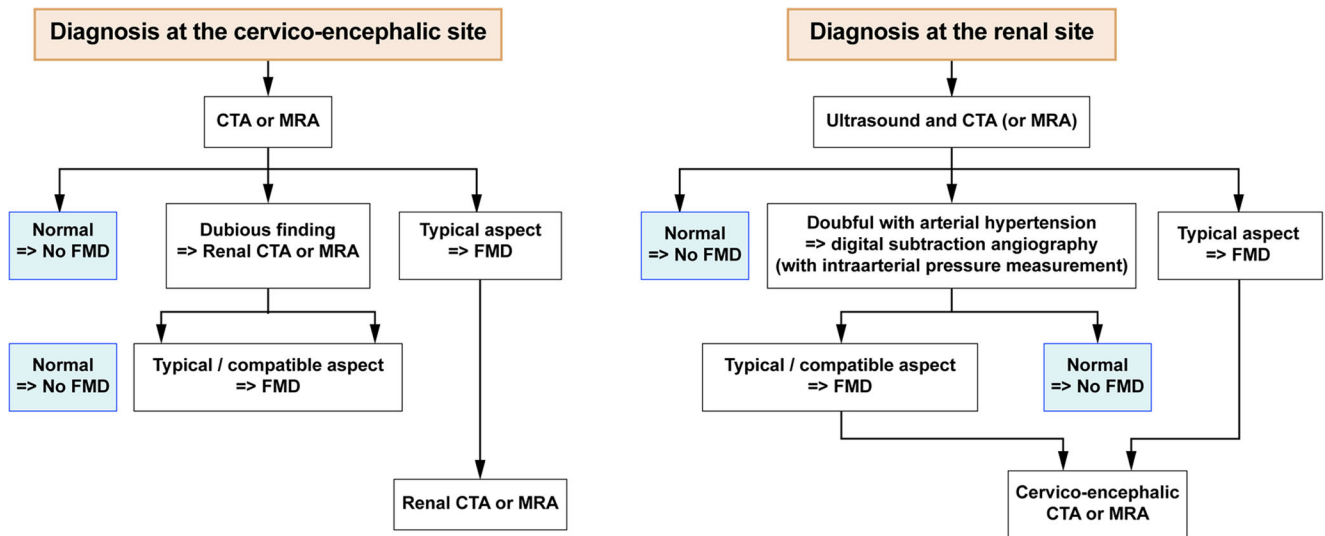 Diagnosis at the cervico-encephalic site
CTA or MRA
Normal
=> No FMD
Dubious finding
=> Renal CTA or MRA
Typical aspect
=> FMD
Normal
=> No FMD
Typical / compatible aspect
=> FMD
Renal CTA or MRA
Diagnosis at the renal site
Ultrasound and CTA (or MRA)
Normal
=> No FMD
Doubful with arterial hypertension
=> digital subtraction angiography
(with intraarterial pressure measurement)
Typical aspect
=> FMD
Typical / compatible aspect
=> FMD
Normal
=> No FMD
Cervico-encephalic
CTA or MRA